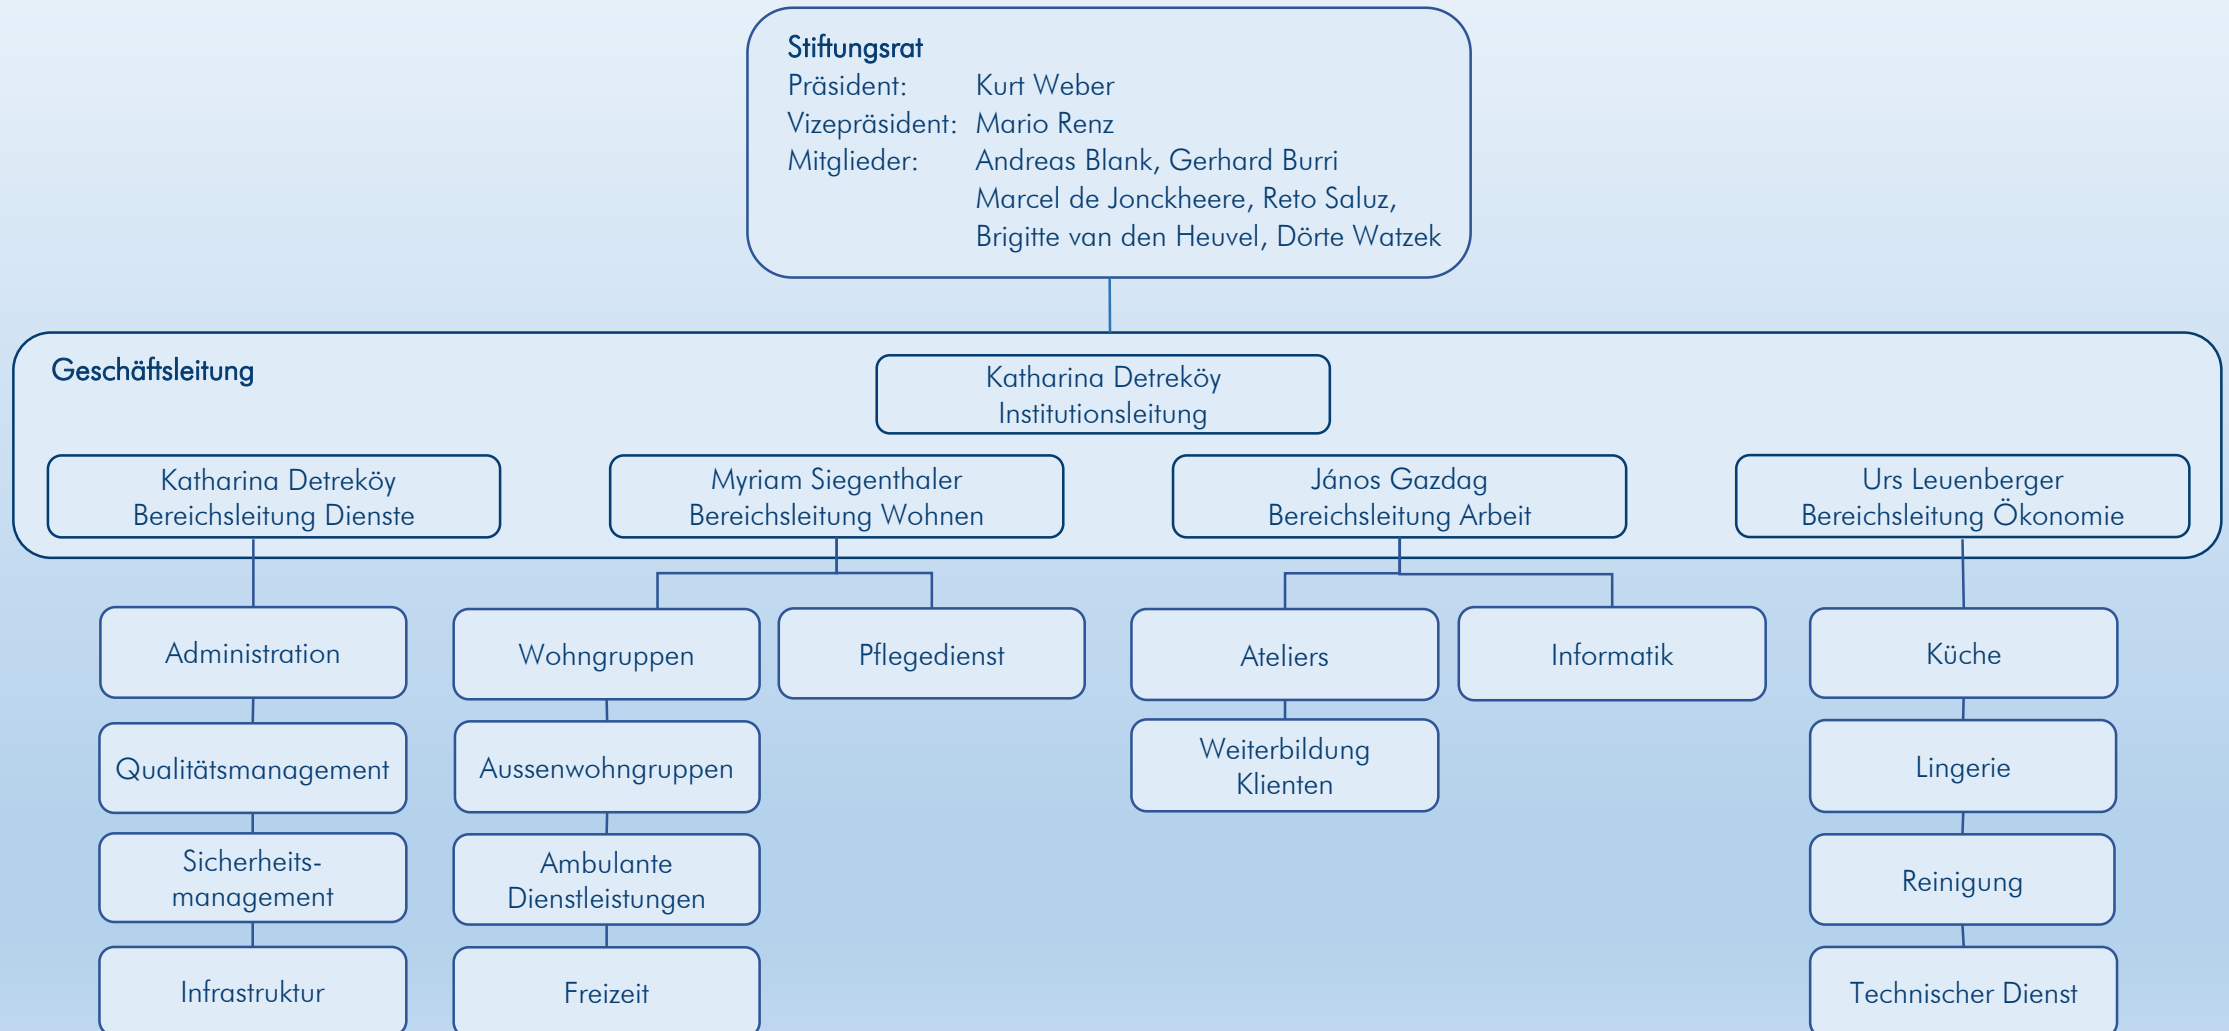 Stiftungsrat
Präsident: Kurt Weber
Vizepräsident: Mario Renz
Mitglieder: Andreas Blank, Gerhard Burri
Marcel de Jonckheere, Reto Saluz,
Brigitte van den Heuvel, Dörte Watzek
Geschäftsleitung
Katharina Detreköy
Institutionsleitung
Katharina Detreköy
Bereichsleitung Dienste
Myriam Siegenthaler
Bereichsleitung Wohnen
János Gazdag
Bereichsleitung Arbeit
Urs Leuenberger
Bereichsleitung Ökonomie
Administration
Qualitätsmanagement
Sicherheits-
management
Infrastruktur
Wohngruppen
Aussenwohngruppen
Ambulante
Dienstleistungen
Freizeit
Pflegedienst
Ateliers
Weiterbildung
Klienten
Informatik
Küche
Lingerie
Reinigung
Technischer Dienst